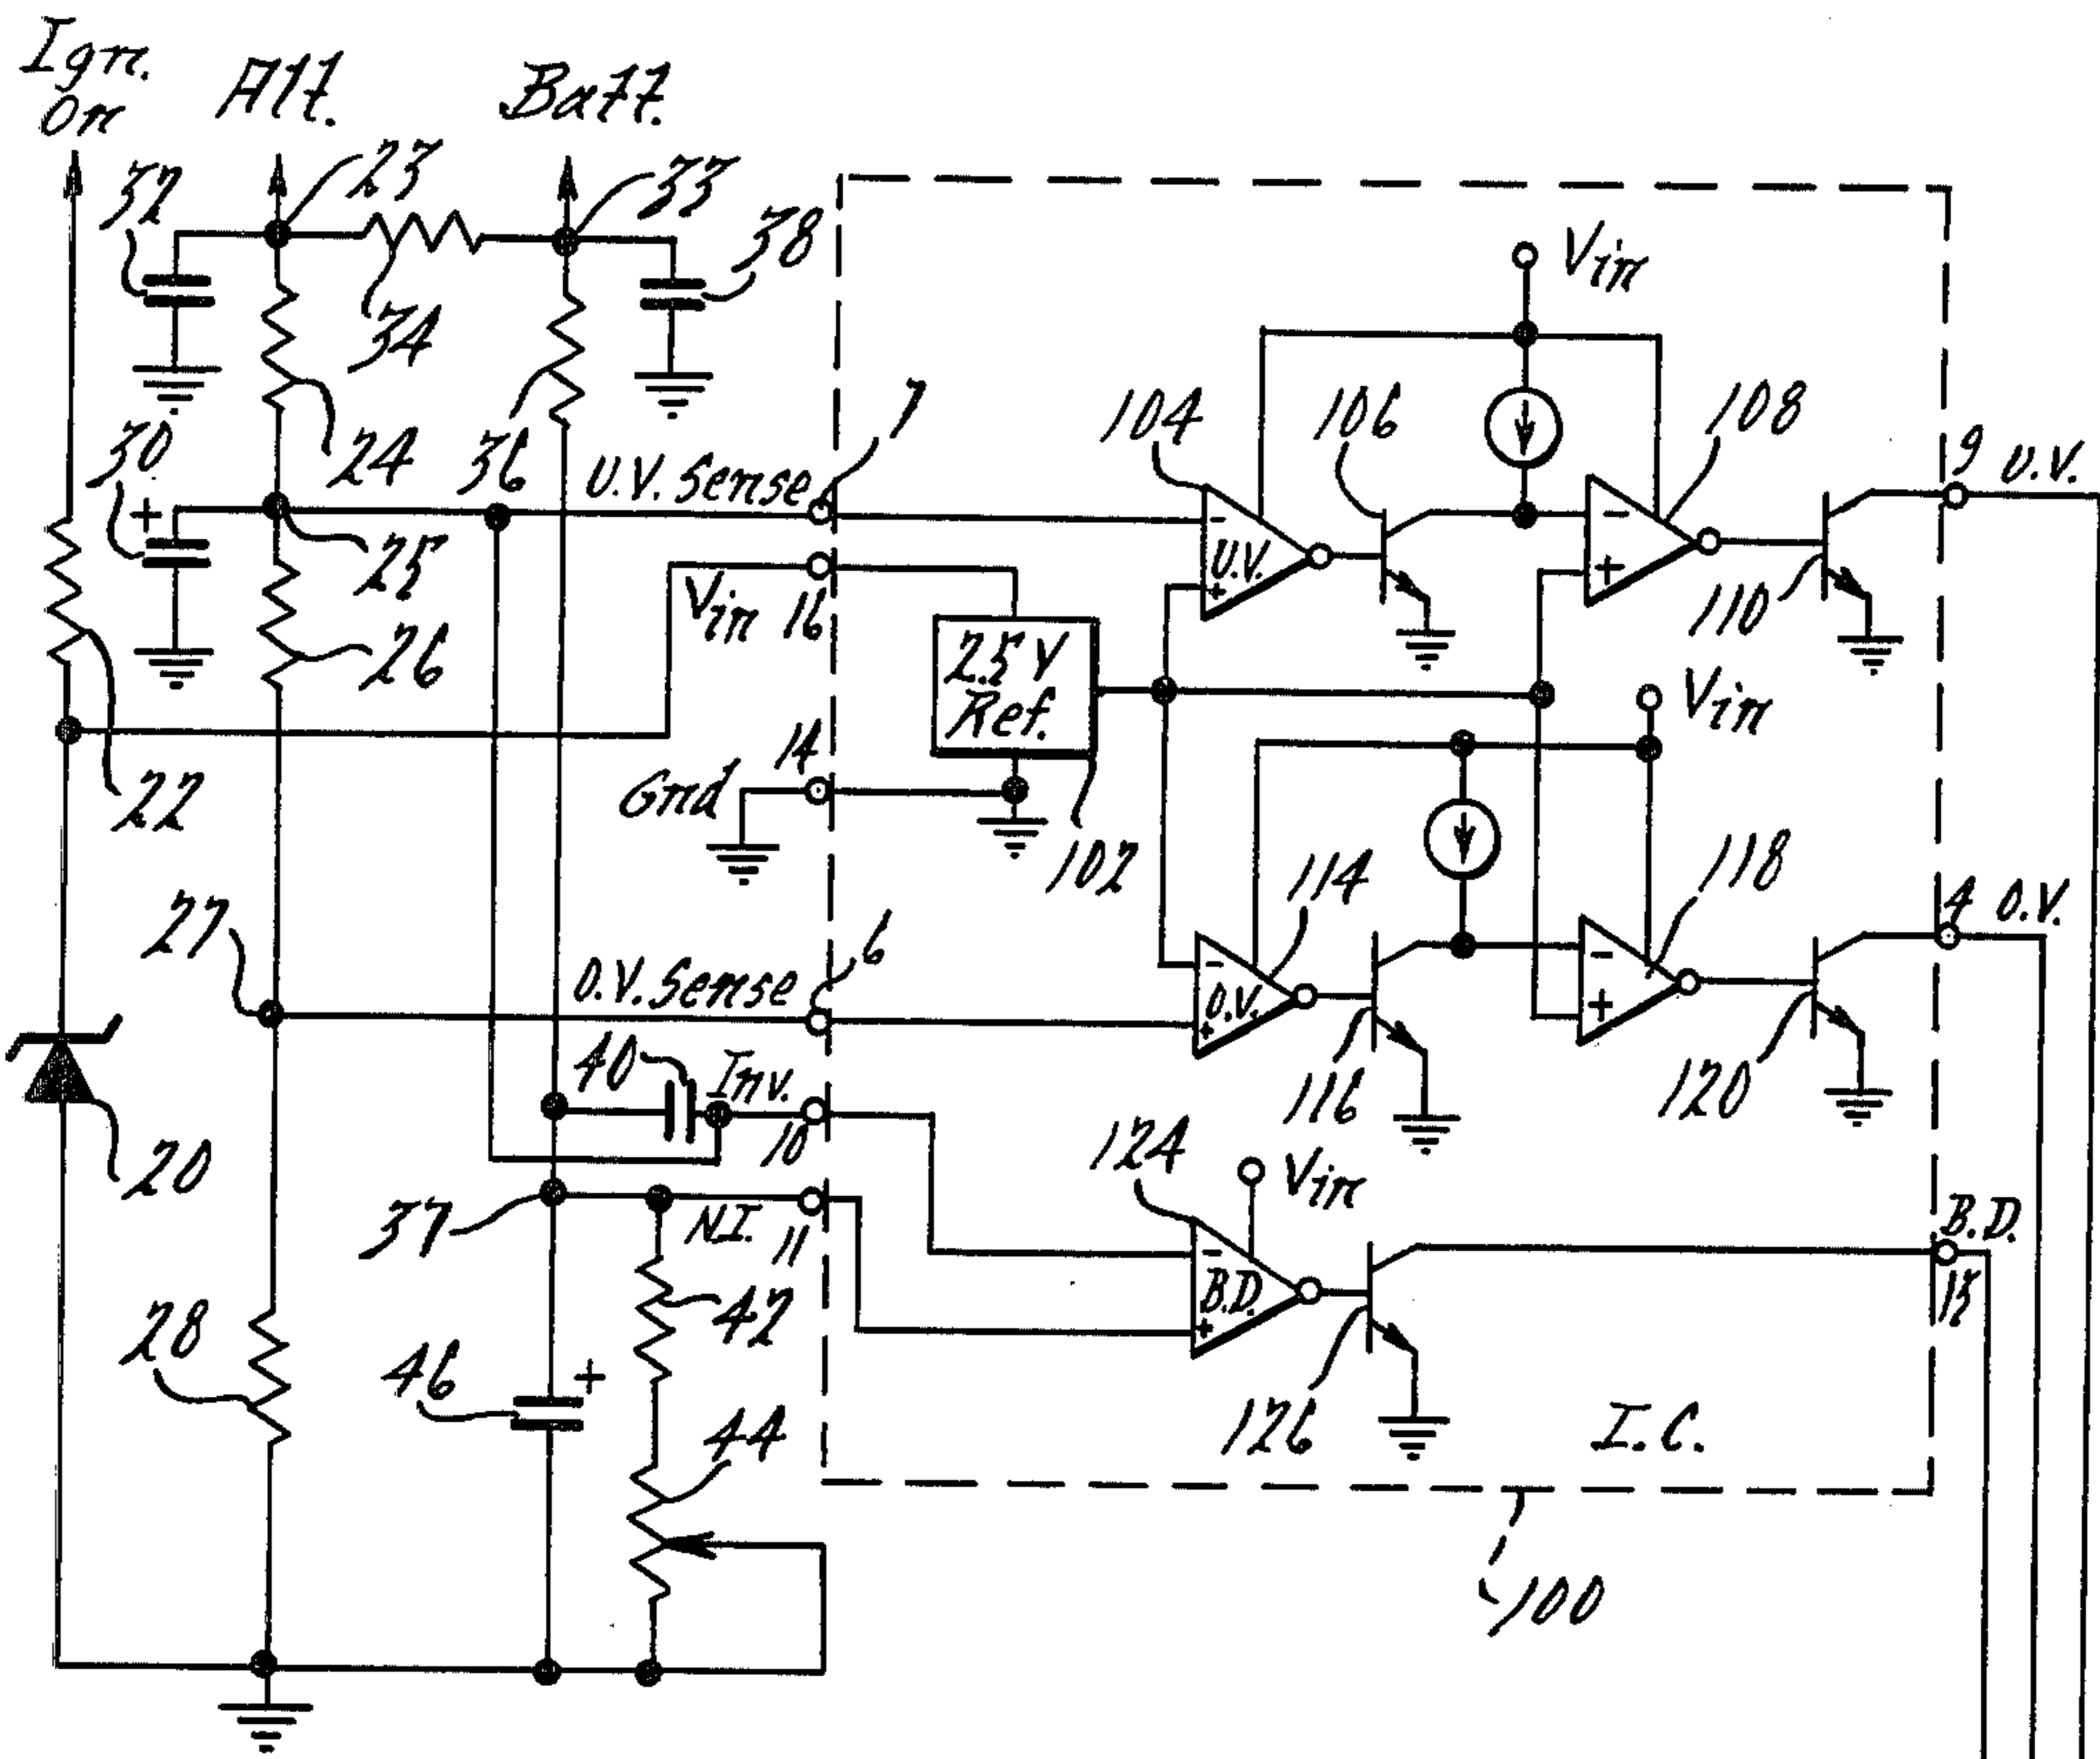 Ign.
on
Alt.
Batt.
32
23
33
38
34
Vin
30
+
24
36
U.V. Sense
7
104
106
108
9 U.V.
25
-
U.V.
+
-
+
26
Vin 16
110
2.5 V
Ref.
Vin
22
Gnd
14
102
114
118
27
O.V. Sense
6
-
O.V.
+
-
+
4 O.V.
40
Inv.
10
116
120
20
124
Vin
37
N.I.
11
B.D.
15
-
B.D.
+
42
28
46
+
44
126
I.C.
100